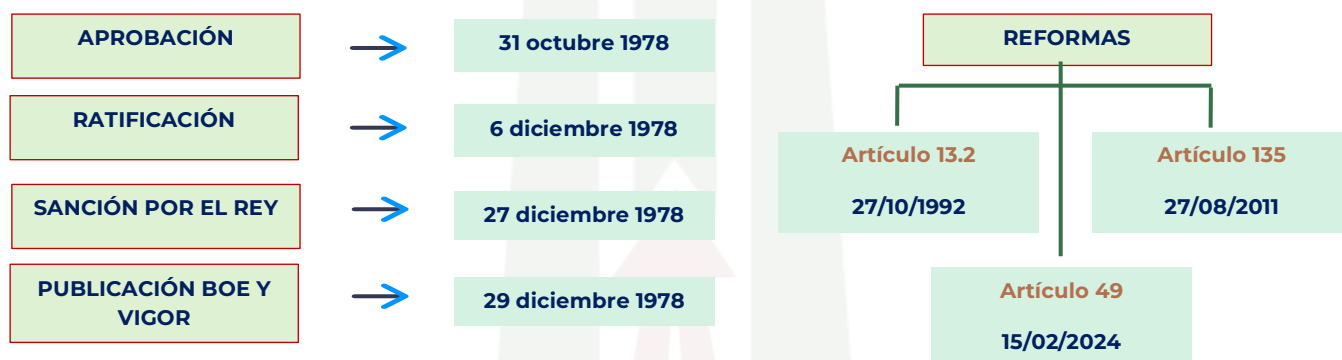 APROBACIÓN
31 octubre 1978
RATIFICACIÓN
6 diciembre 1978
SANCIÓN POR EL REY
27 diciembre 1978
PUBLICACIÓN BOE Y
VIGOR
29 diciembre 1978
REFORMAS
Artículo 13.2
27/10/1992
Artículo 135
27/08/2011
Artículo 49
15/02/2024